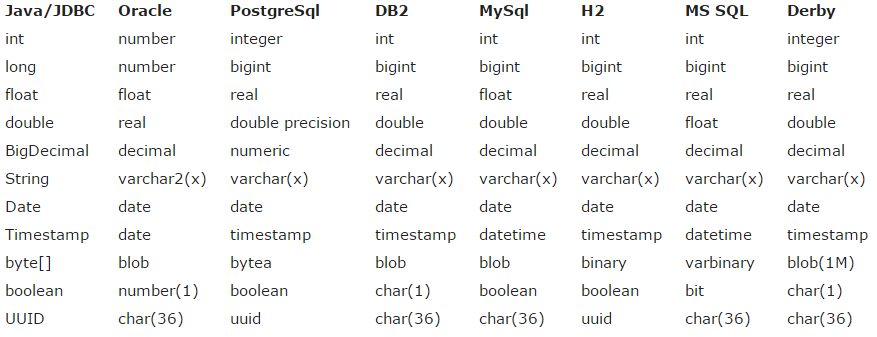 Java/JDBC Oracle PostgreSql DB2 MySql H2 MS SQL Derby
int number integer int int int int integer
long number bigint bigint bigint bigint bigint bigint
float float real real float real real real
double real double precision double double double float double
BigDecimal decimal numeric decimal decimal decimal decimal decimal
String varchar2(x) varchar(x) varchar(x) varchar(x) varchar(x) varchar(x) varchar(x)
Date date date date date date date date
Timestamp date timestamp timestamp datetime timestamp datetime timestamp
byte[] blob bytea blob blob binary varbinary blob(1M)
boolean number(1) boolean char(1) boolean boolean bit char(1)
UUID char(36) uuid char(36) char(36) uuid char(36) char(36)